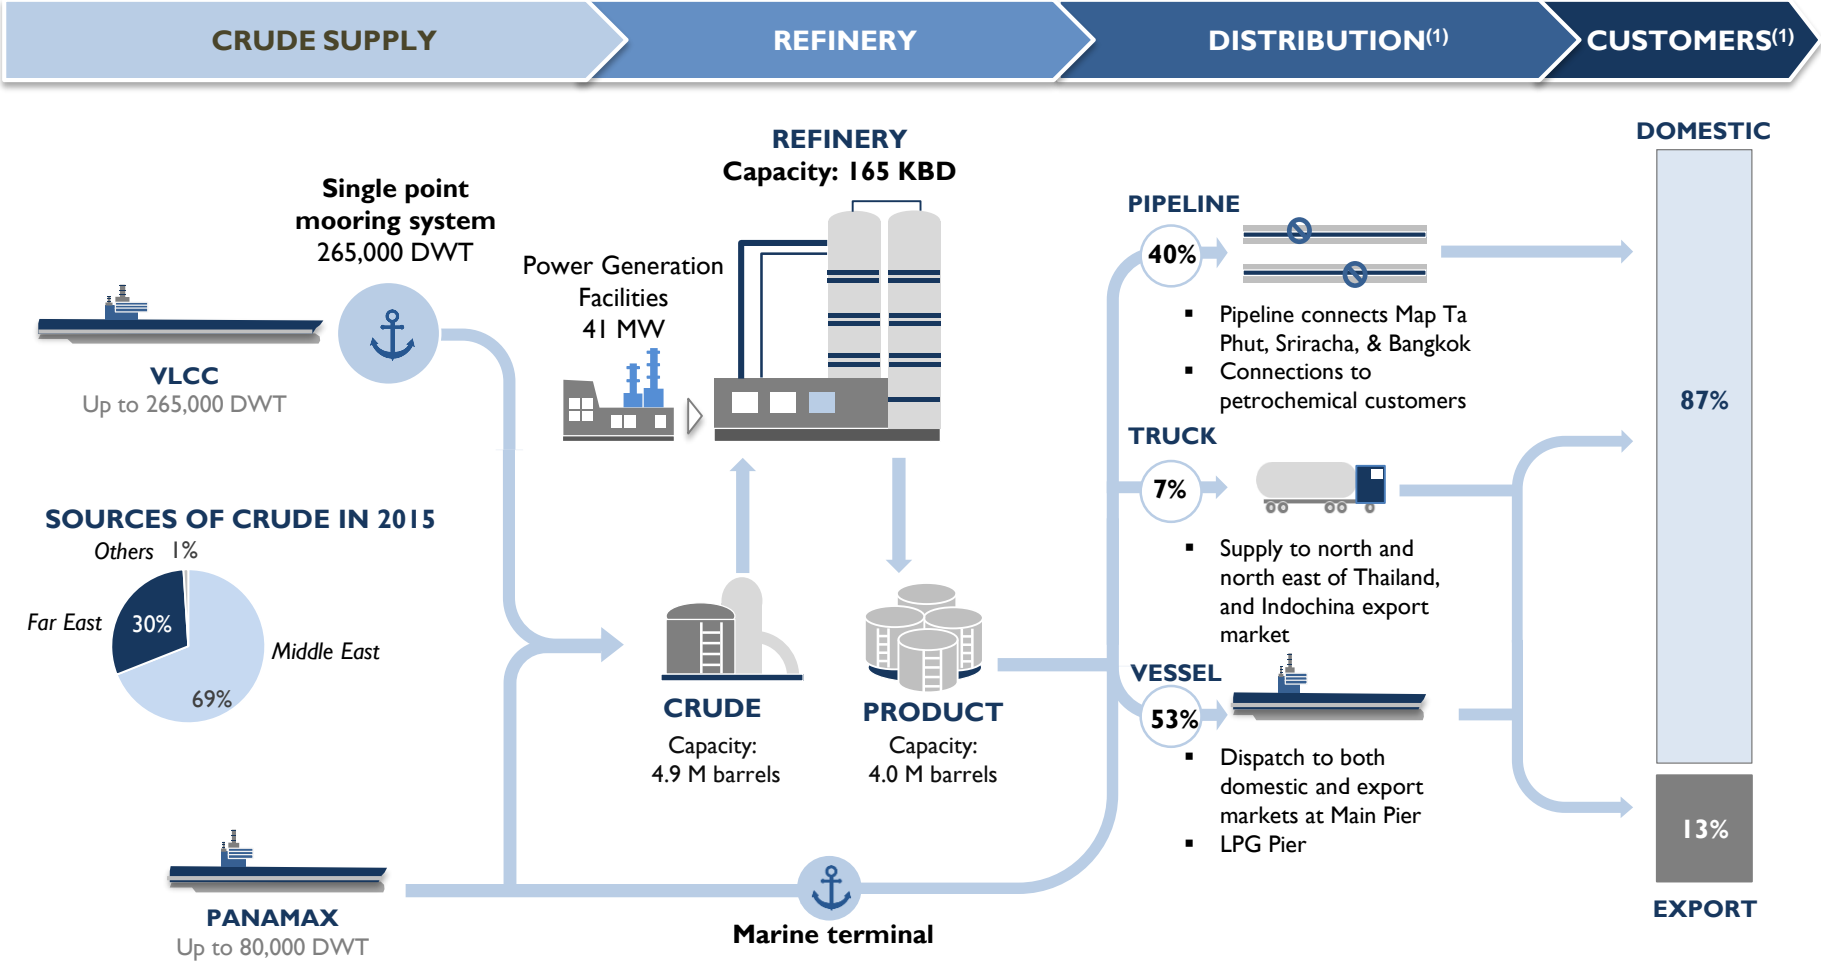 CRUDE SUPPLY
REFINERY
DISTRIBUTION(1)
CUSTOMERS(1)
Single point
mooring system
265,000 DWT
VLCC
Up to 265,000 DWT
SOURCES OF CRUDE IN 2015
Others 1%
Far East
30%
Middle East
69%
PANAMAX
Up to 80,000 DWT
REFINERY
Capacity: 165 KBD
Power Generation
Facilities
41 MW
CRUDE
Capacity:
4.9 M barrels
PRODUCT
Capacity:
4.0 M barrels
Marine terminal
PIPELINE
40%
▪ Pipeline connects Map Ta
Phut, Sriracha, & Bangkok
▪ Connections to
petrochemical customers
TRUCK
7%
▪ Supply to north and
north east of Thailand,
and Indochina export
market
VESSEL
53%
▪ Dispatch to both
domestic and export
markets at Main Pier
▪ LPG Pier
DOMESTIC
87%
13%
EXPORT